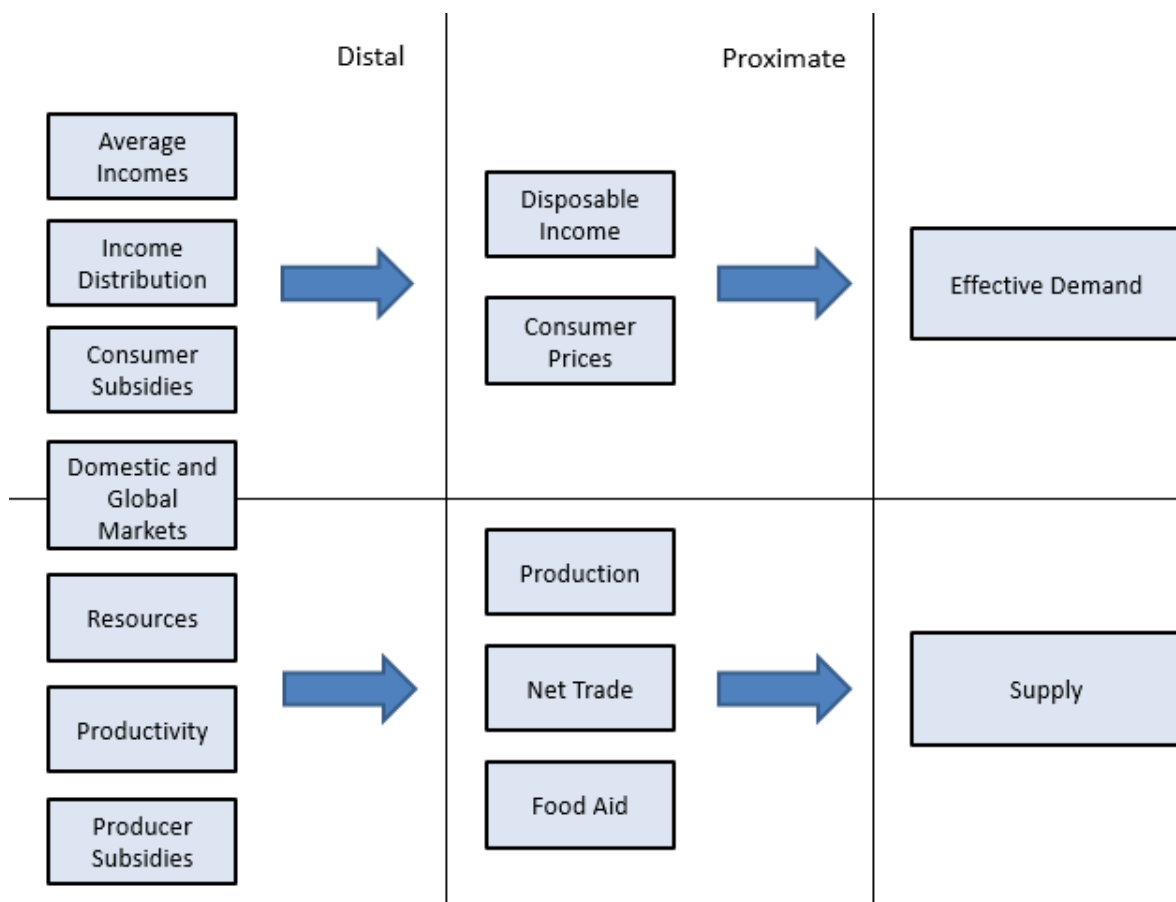 Distal
Proximate
Average
Incomes
Income
Distribution
Consumer
Subsidies
Domestic and
Global
Markets
Resources
Productivity
Producer
Subsidies
Disposable
Income
Consumer
Prices
Production
Net Trade
Food Aid
Effective Demand
Supply